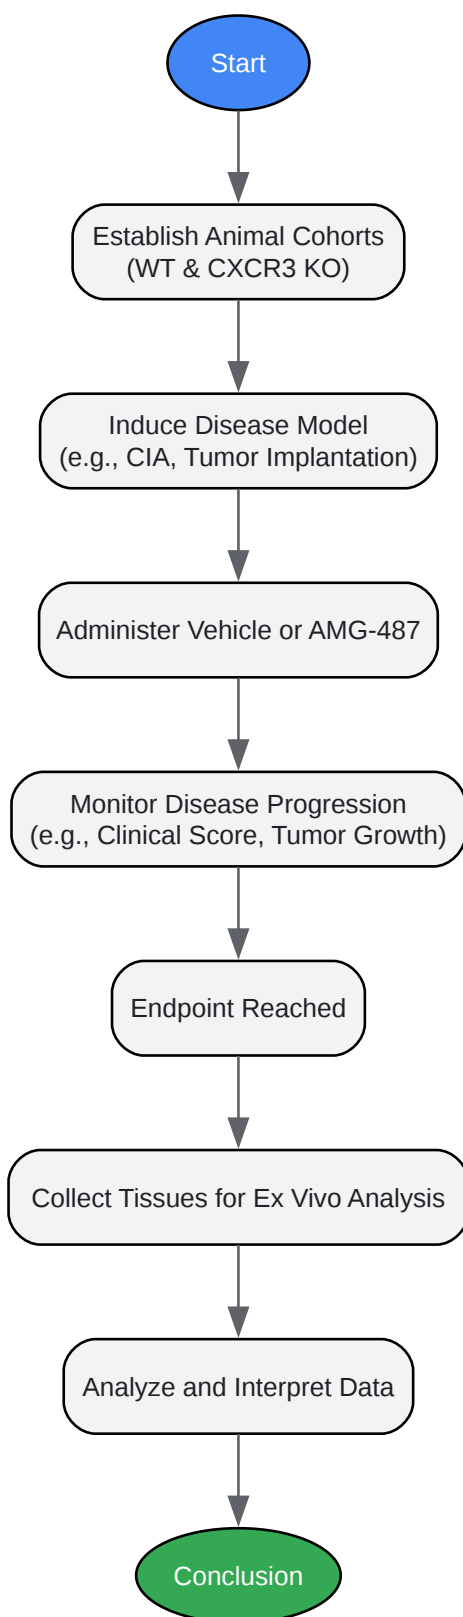 Start
Establish Animal Cohorts
(WT & CXCR3 KO)
Induce Disease Model
(e.g., CIA, Tumor Implantation)
Administer Vehicle or AMG-487
Monitor Disease Progression
(e.g., Clinical Score, Tumor Growth)
Endpoint Reached
Collect Tissues for Ex Vivo Analysis
Analyze and Interpret Data
Conclusion